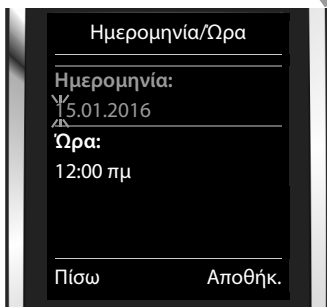 Ημερομηνία/Ώρα
Ημερομηνία:
15.01.2016
Ώρα:
12:00 πμ
Πίσω Αποθήκ.